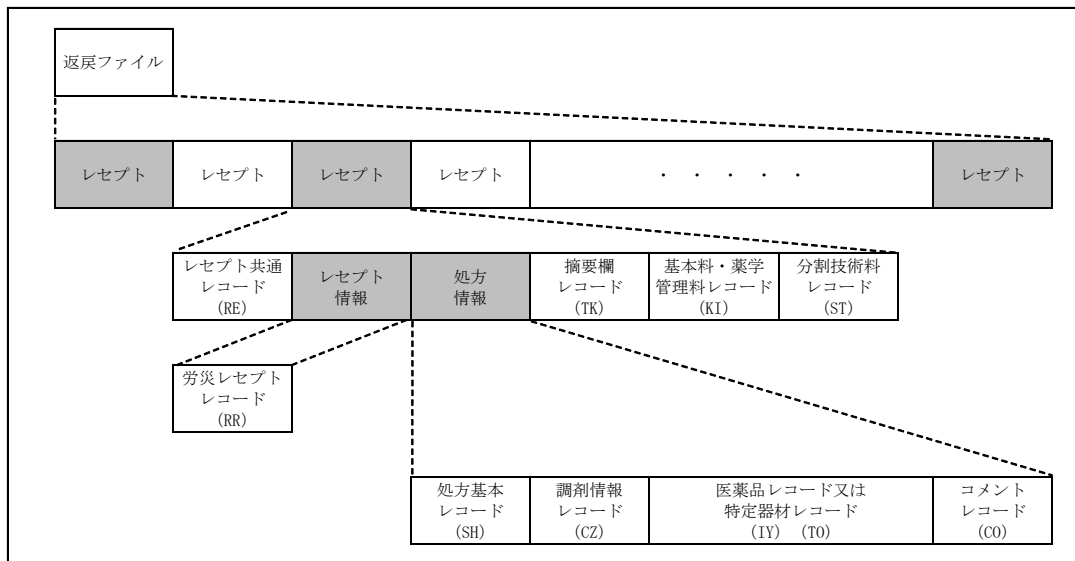 返戻ファイル
レセプト
レセプト
レセプト
レセプト
・ ・ ・ ・ ・
レセプト
レセプト共通
レコード
(RE)
レセプト
情報
処方
情報
摘要欄
レコード
(TK)
基本料・薬学
管理料レコード
(KI)
分割技術料
レコード
(ST)
労災レセプト
レコード
(RR)
処方基本
レコード
(SH)
調剤情報
レコード
(CZ)
医薬品レコード又は
特定器材レコード
(IY) (TO)
コメント
レコード
(CO)